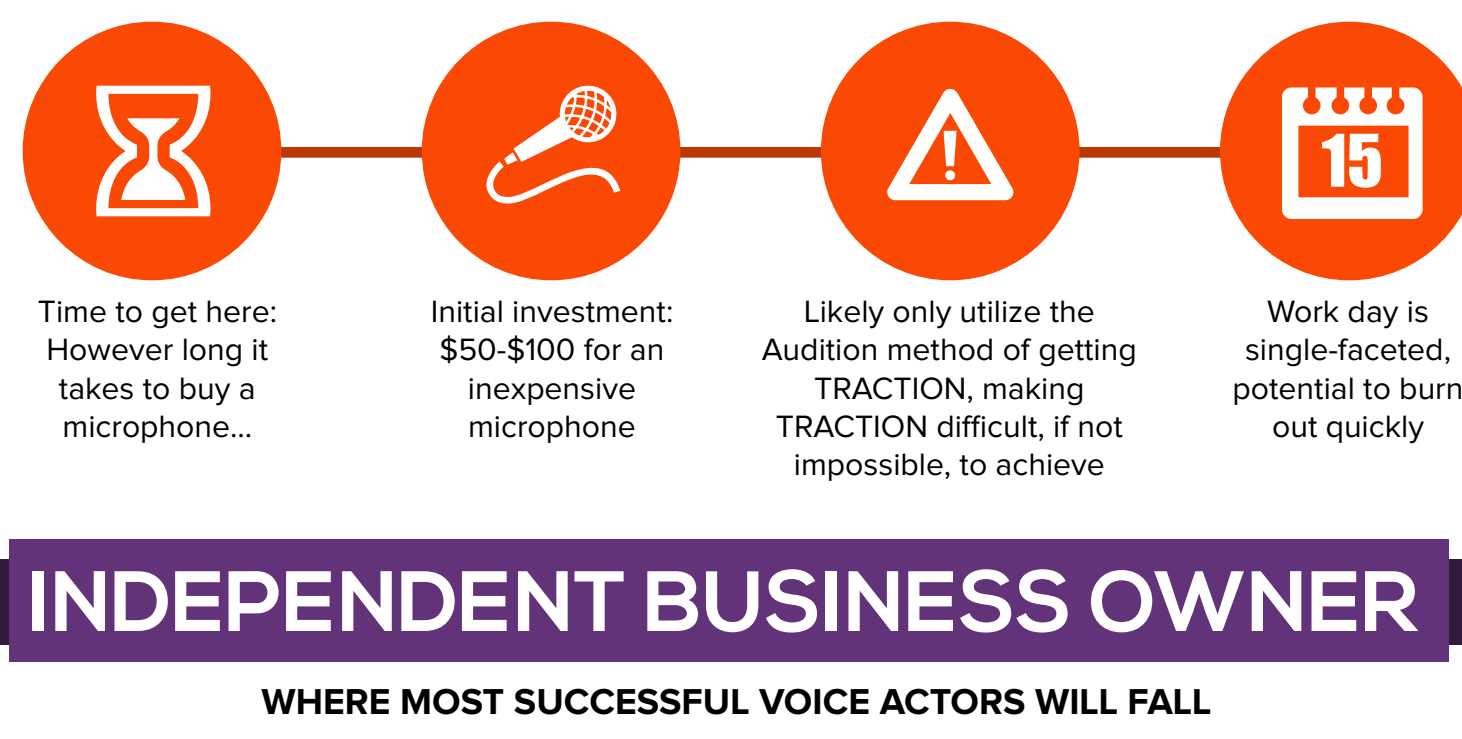 15
Time to get here:
However long it
takes to buy a
microphone...
Initial investment:
$50-$100 for an
inexpensive
microphone
Likely only utilize the
Audition method of getting
TRACTION, making
TRACTION difficult, if not
impossible, to achieve
Work day is
single-faceted,
potential to burn
out quickly
INDEPENDENT BUSINESS OWNER
WHERE MOST SUCCESSFUL VOICE ACTORS WILL FALL